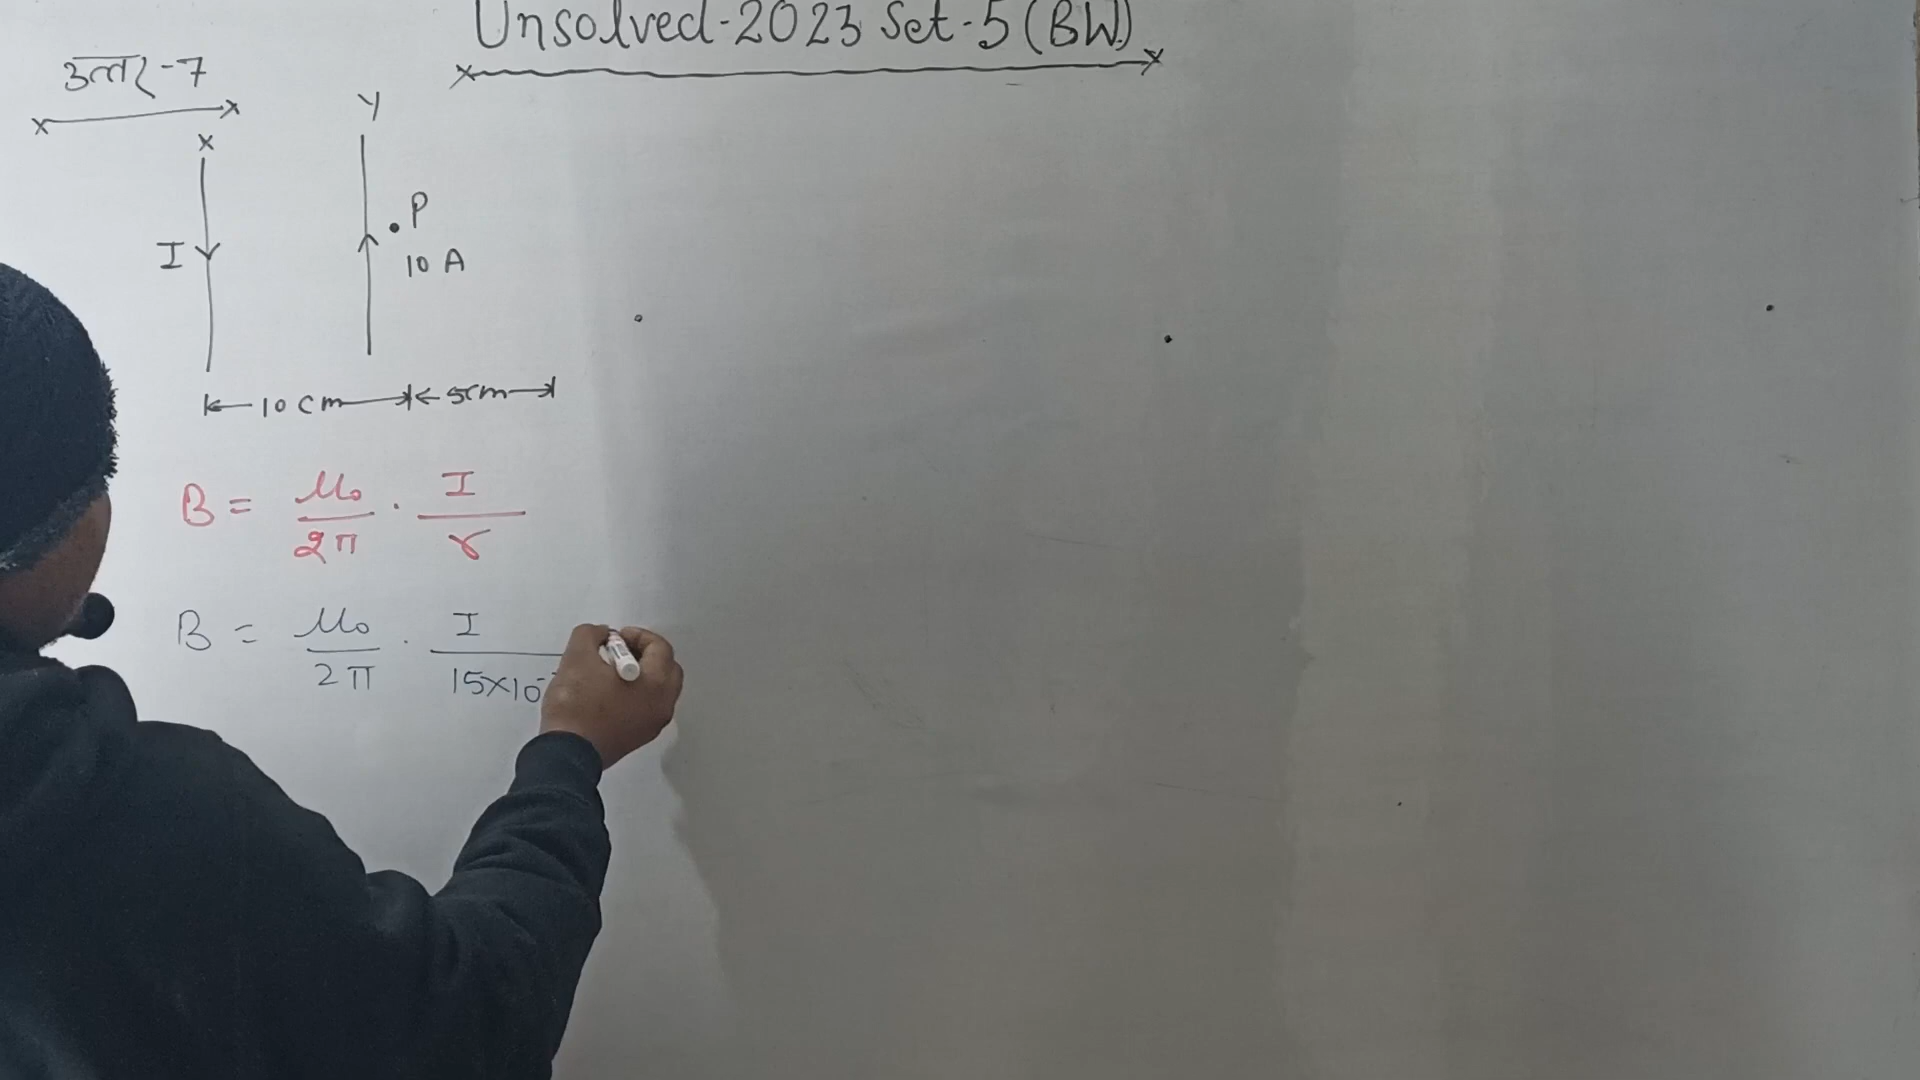 Unsolved-2023 Set-5 (BW)
उत्तर-7
X
Y
P
I
10 A
10 cm
5cm
B = μ₀/2π · I/r
B = μ₀/2π · I/15×10⁻